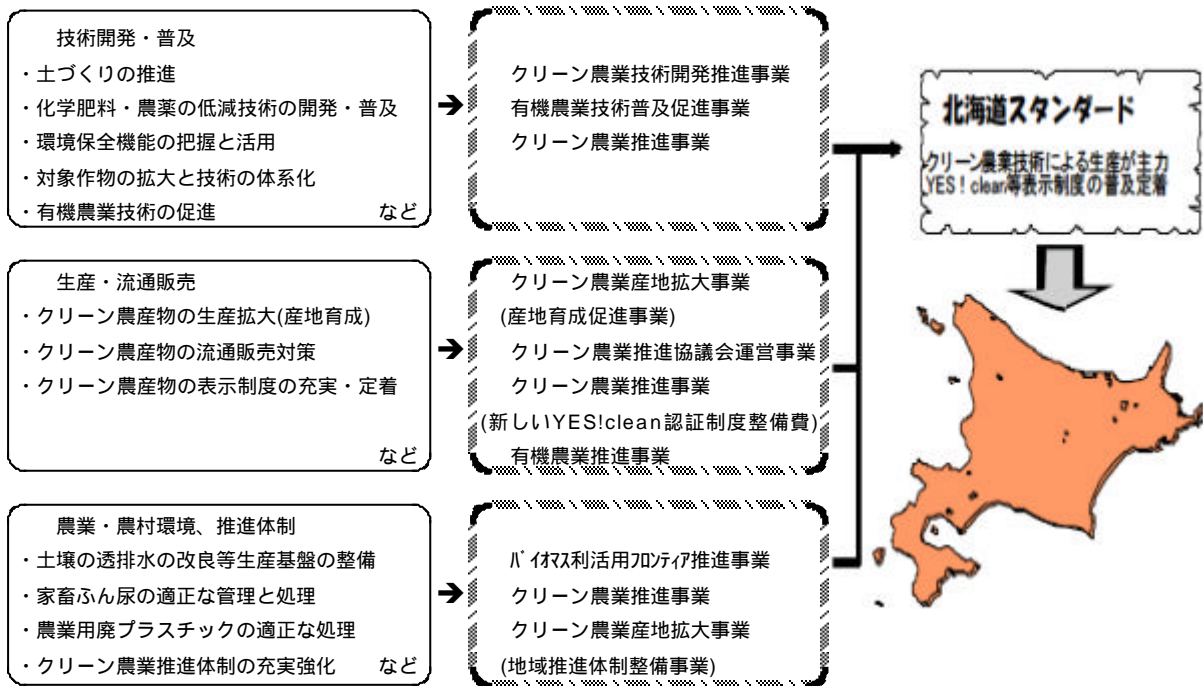 技術開発・普及
・土づくりの推進
・化学肥料・農薬の低減技術の開発・普及
・環境保全機能の把握と活用
・対象作物の拡大と技術の体系化
・有機農業技術の促進 など
クリーン農業技術開発推進事業
有機農業技術普及促進事業
クリーン農業推進事業
生産・流通販売
・クリーン農産物の生産拡大(産地育成)
・クリーン農産物の流通販売対策
・クリーン農産物の表示制度の充実・定着
など
クリーン農業産地拡大事業
(産地育成促進事業)
クリーン農業推進協議会運営事業
クリーン農業推進事業
(新しいYES!clean認証制度整備費)
有機農業推進事業
農業・農村環境、推進体制
・土壌の透排水の改良等生産基盤の整備
・家畜ふん尿の適正な管理と処理
・農業用廃プラスチックの適正な処理
・クリーン農業推進体制の充実強化 など
バイオマス利活用フロンティア推進事業
クリーン農業推進事業
クリーン農業産地拡大事業
(地域推進体制整備事業)
北海道スタンダード
クリーン農業技術による生産が主力
YES！clean等表示制度の普及定着